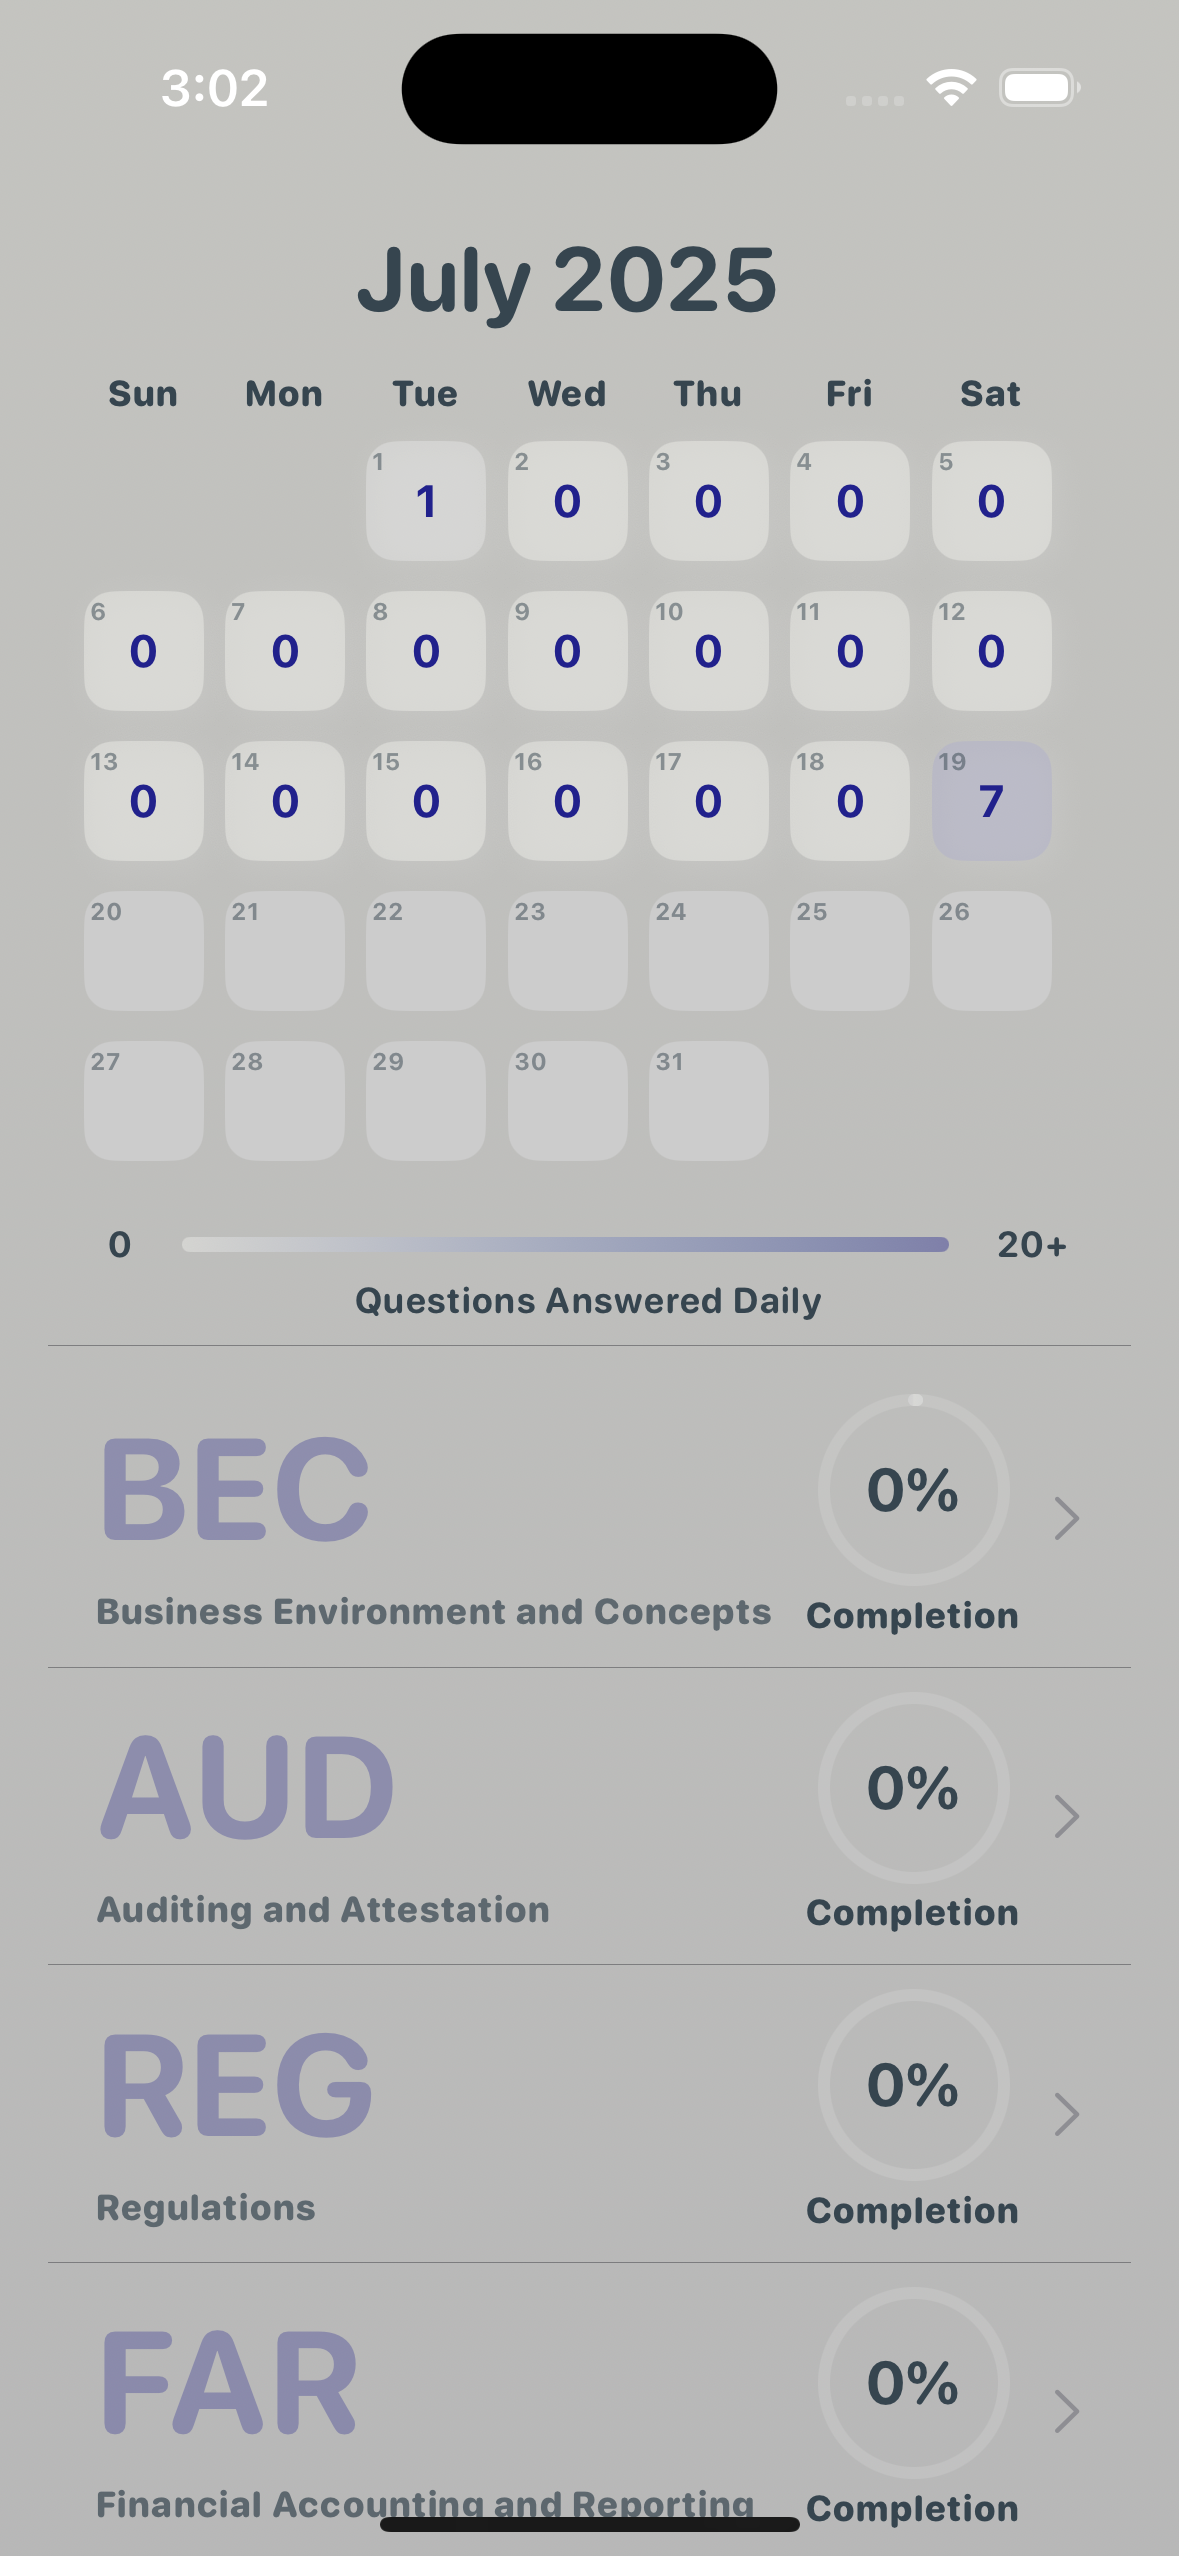 3:02
July 2025
Sun Mon Tue Wed Thu Fri Sat
1 1 2 0 3 0 4 0 5 0
6 0 7 0 8 0 9 0 10 0 11 0 12 0
13 0 14 0 15 0 16 0 17 0 18 0 19 7
20 21 22 23 24 25 26
27 28 29 30 31
0 20+
Questions Answered Daily
BEC 0%
Business Environment and Concepts Completion
AUD 0%
Auditing and Attestation Completion
REG 0%
Regulations Completion
FAR 0%
Financial Accounting and Reporting Completion